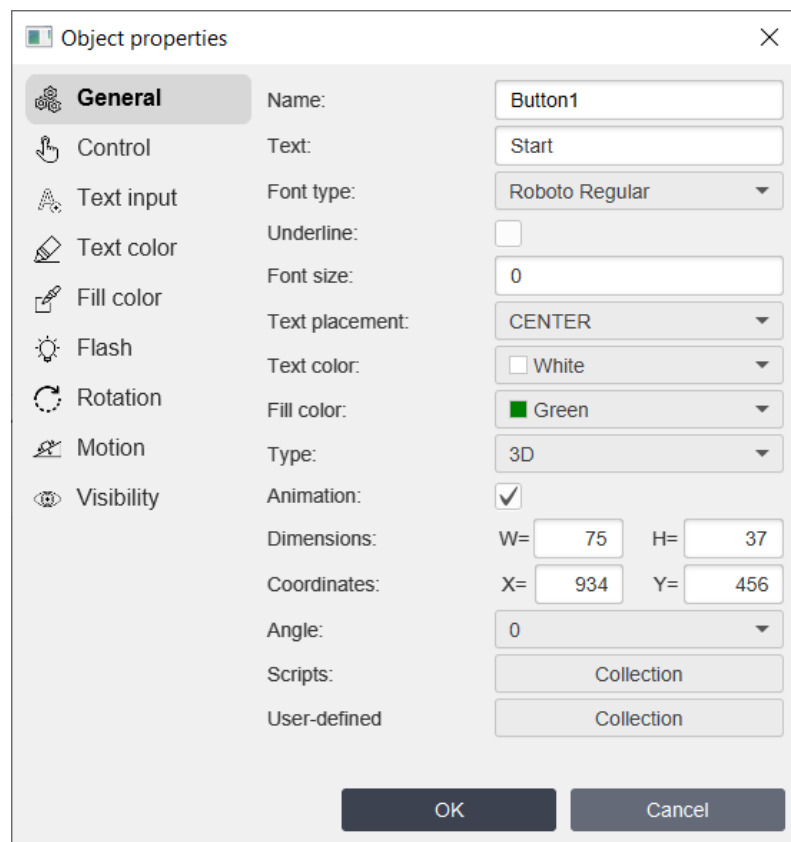 Object properties
General
Control
Text input
Text color
Fill color
Flash
Rotation
Motion
Visibility
Name: Button1
Text: Start
Font type: Roboto Regular
Underline:
Font size: 0
Text placement: CENTER
Text color: White
Fill color: Green
Type: 3D
Animation:
Dimensions: W= 75 H= 37
Coordinates: X= 934 Y= 456
Angle: 0
Scripts: Collection
User-defined Collection
OK Cancel